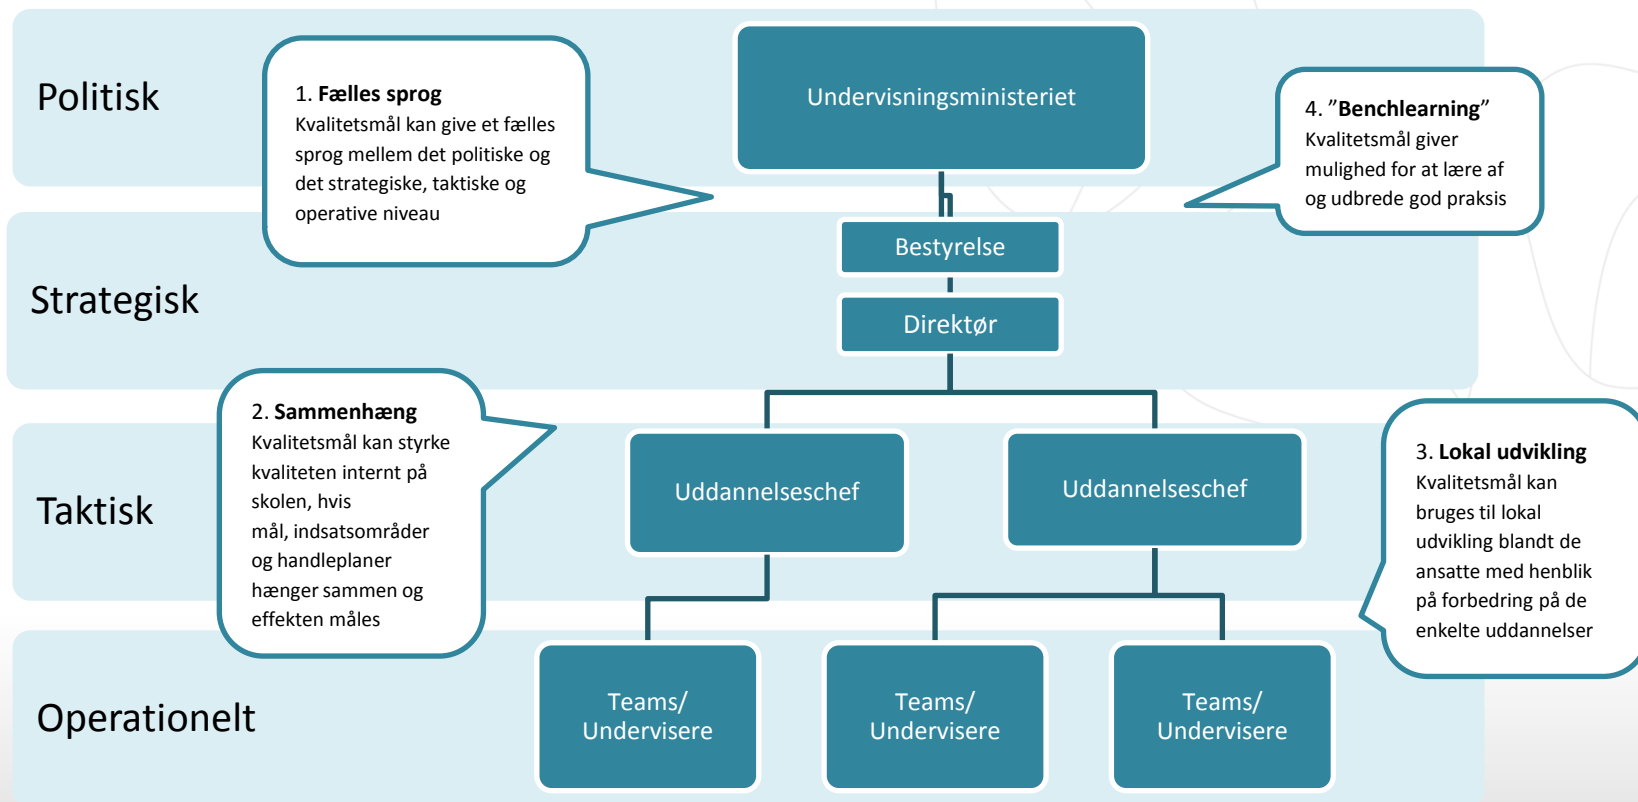 Politisk
1. Fælles sprog
Kvalitetsmål kan give et fælles
sprog mellem det politiske og
det strategiske, taktiske og
operative niveau
Undervisningsministeriet
4. ”Benchlearning”
Kvalitetsmål giver
mulighed for at lære af
og udbrede god praksis
Strategisk
Bestyrelse
Direktør
Taktisk
2. Sammenhæng
Kvalitetsmål kan styrke
kvaliteten internt på
skolen, hvis
mål, indsatsområder
og handleplaner
hænger sammen og
effekten måles
Uddannelseschef
Uddannelseschef
3. Lokal udvikling
Kvalitetsmål kan
bruges til lokal
udvikling blandt de
ansatte med henblik
på forbedring på de
enkelte uddannelser
Operationelt
Teams/
Undervisere
Teams/
Undervisere
Teams/
Undervisere